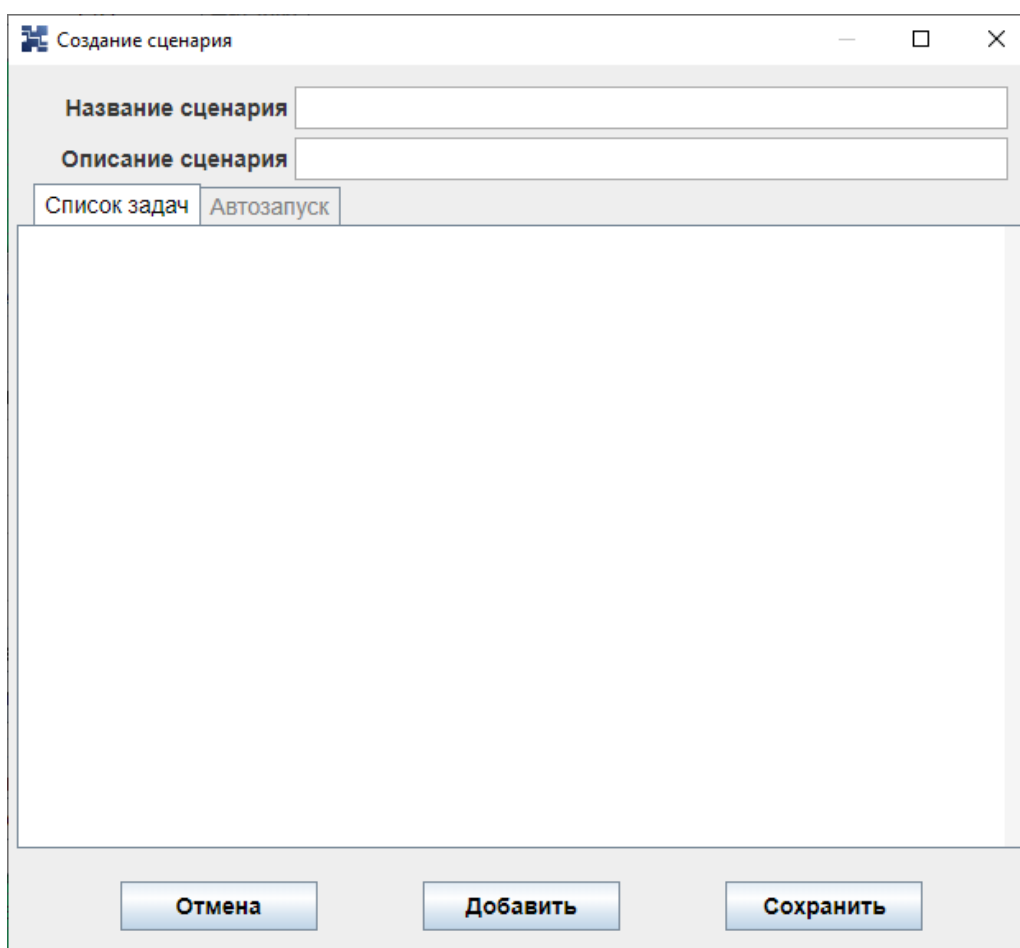 Создание сценария
Название сценария
Описание сценария
Список задач Автозапуск
Отмена Добавить Сохранить